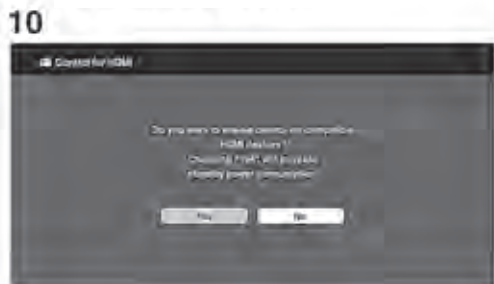 10
Control for HDMI
Do you want to enable control for compatible
HDMI devices ?
Choosing "Yes" will increase
standby power consumption.
Yes
No